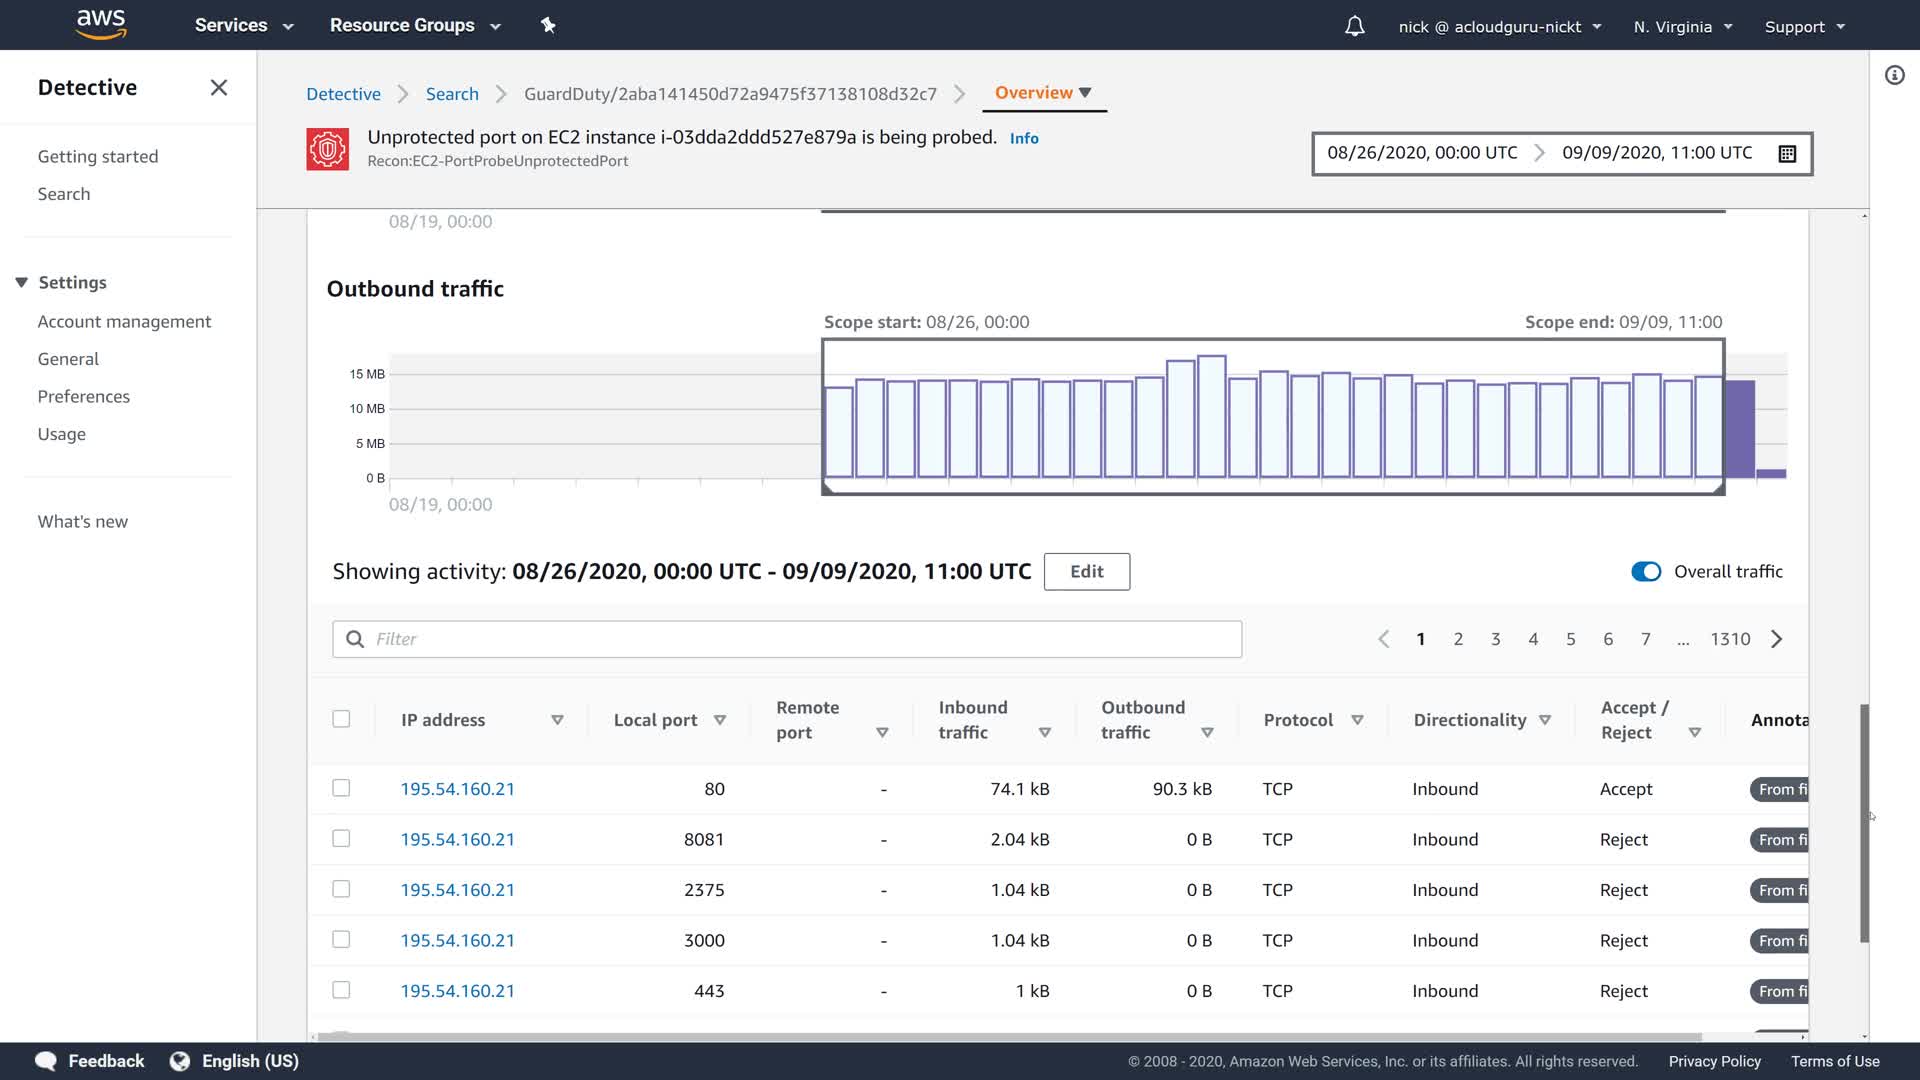 aws
Services
Resource Groups
nick @ acloudguru-nickt
N. Virginia
Support
Detective
Getting started
Search
Settings
Account management
General
Preferences
Usage
What's new
Detective
Search
GuardDuty/2aba141450d72a9475f37138108d32c7
Overview
Unprotected port on EC2 instance i-03dda2ddd527e879a is being probed. Info
Recon:EC2-PortProbeUnprotectedPort
08/26/2020, 00:00 UTC
09/09/2020, 11:00 UTC
08/19, 00:00
Outbound traffic
Scope start: 08/26, 00:00
Scope end: 09/09, 11:00
15 MB
10 MB
5 MB
0 B
08/19, 00:00
Showing activity: 08/26/2020, 00:00 UTC - 09/09/2020, 11:00 UTC
Edit
Overall traffic
Filter
1 2 3 4 5 6 7 ... 1310
IP address Local port Remote port Inbound traffic Outbound traffic Protocol Directionality Accept / Reject Annota
195.54.160.21 80 - 74.1 kB 90.3 kB TCP Inbound Accept From fi
195.54.160.21 8081 - 2.04 kB 0 B TCP Inbound Reject From fi
195.54.160.21 2375 - 1.04 kB 0 B TCP Inbound Reject From fi
195.54.160.21 3000 - 1.04 kB 0 B TCP Inbound Reject From fi
195.54.160.21 443 - 1 kB 0 B TCP Inbound Reject From fi
Feedback
English (US)
© 2008 - 2020, Amazon Web Services, Inc. or its affiliates. All rights reserved.
Privacy Policy
Terms of Use